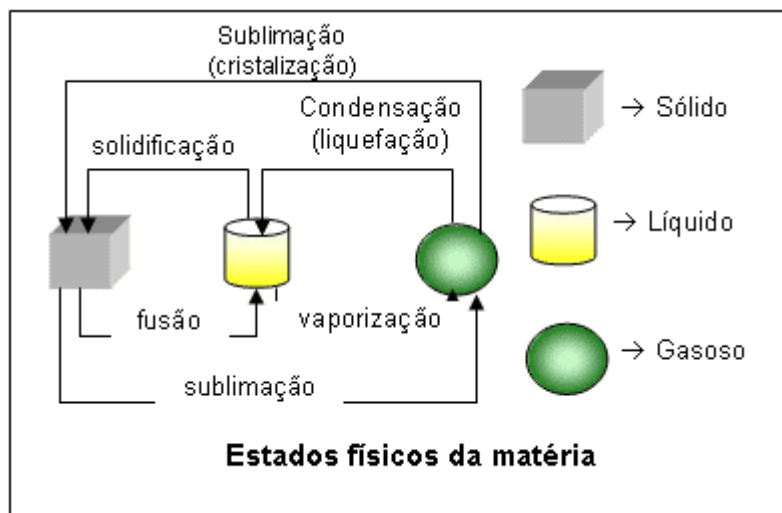 Sublimação
(cristalização)
Condensação
(liquefação)
solidificação
fusão
vaporização
sublimação
→ Sólido
→ Líquido
→ Gasoso
Estados físicos da matéria